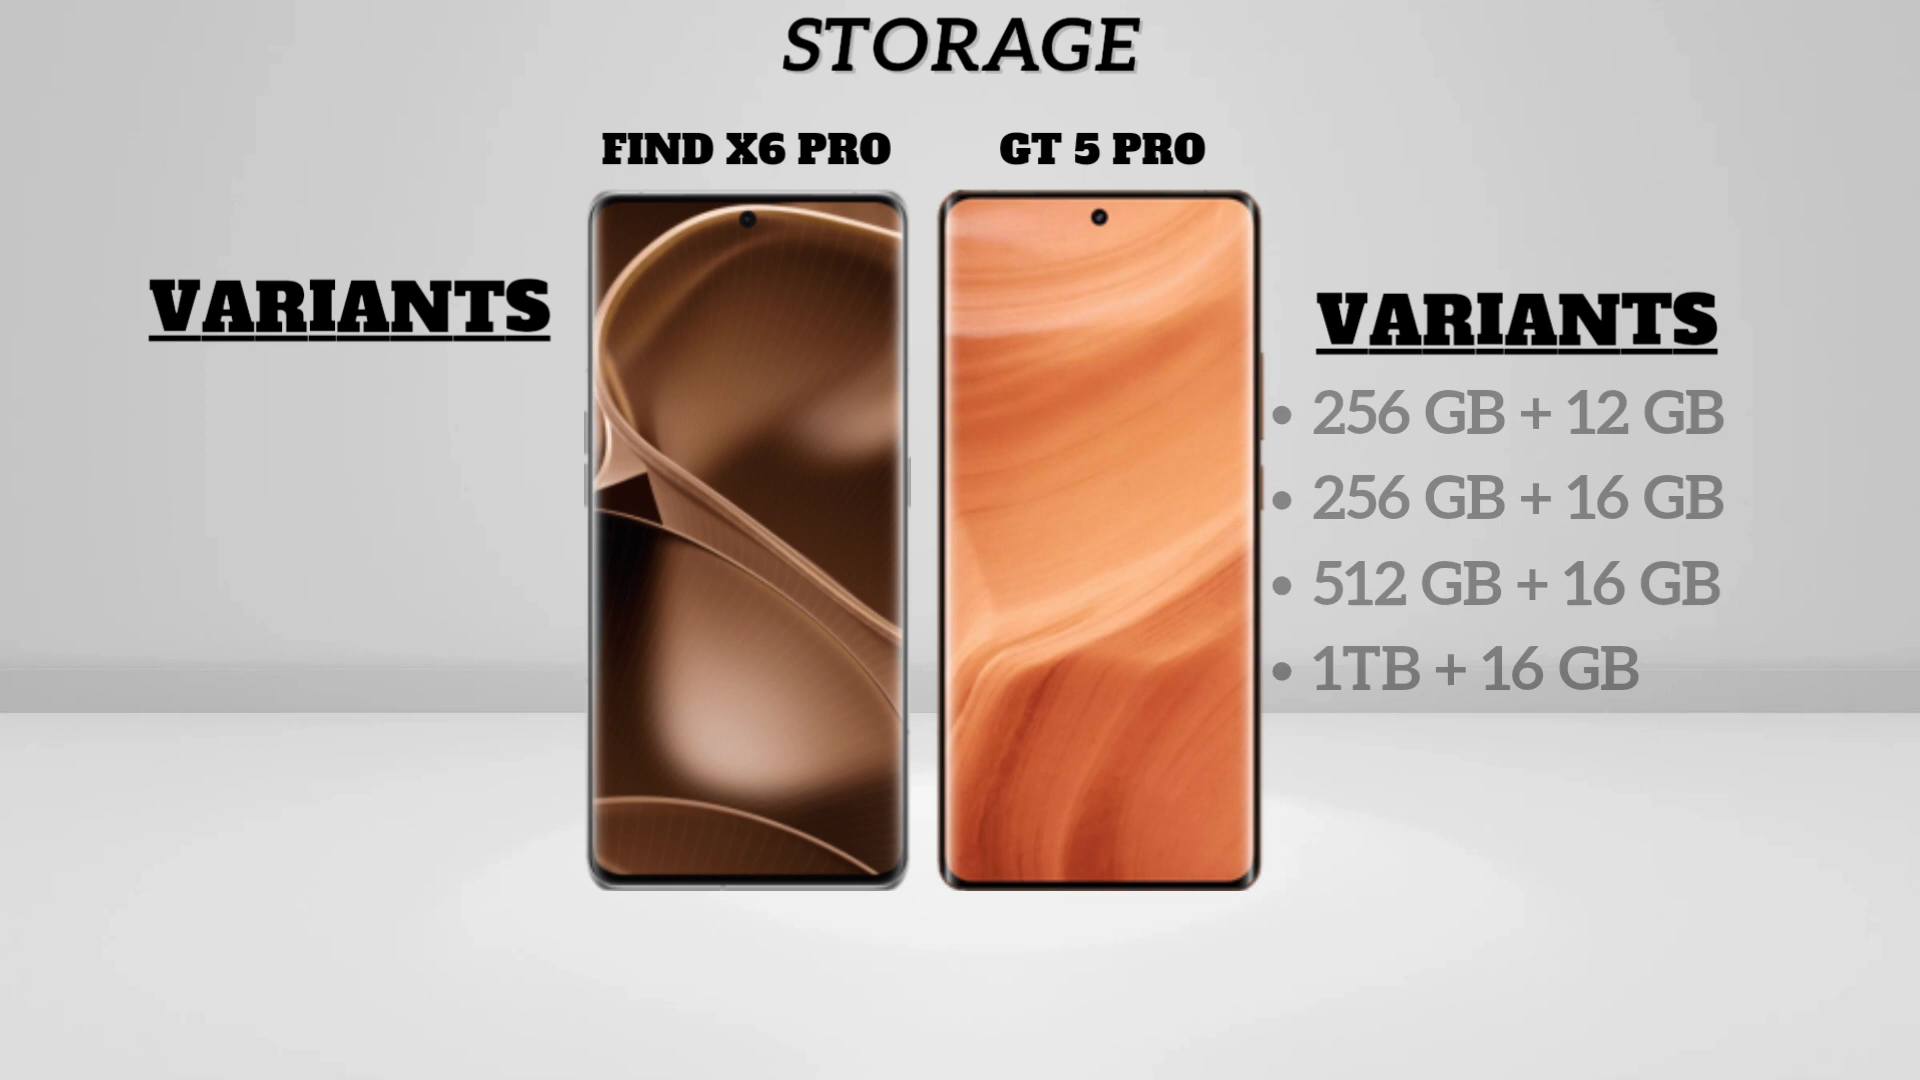 STORAGE
FIND X6 PRO
GT 5 PRO
VARIANTS
VARIANTS
• 256 GB + 12 GB
• 256 GB + 16 GB
• 512 GB + 16 GB
• 1TB + 16 GB